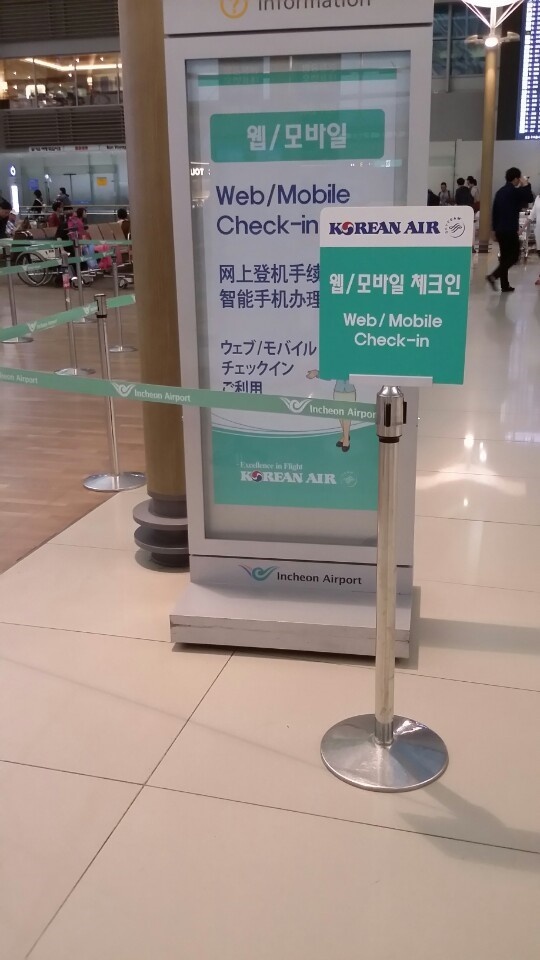 Information
웹/모바일
Web/Mobile
Check-in
网上登机手续
智能手机办理
ウェブ/モバイル
チェックイン
ご利用
Excellence in Flight
KOREAN AIR
Incheon Airport
KOREAN AIR
웹/모바일 체크인
Web/Mobile
Check-in
Incheon Airport
Incheon Airport